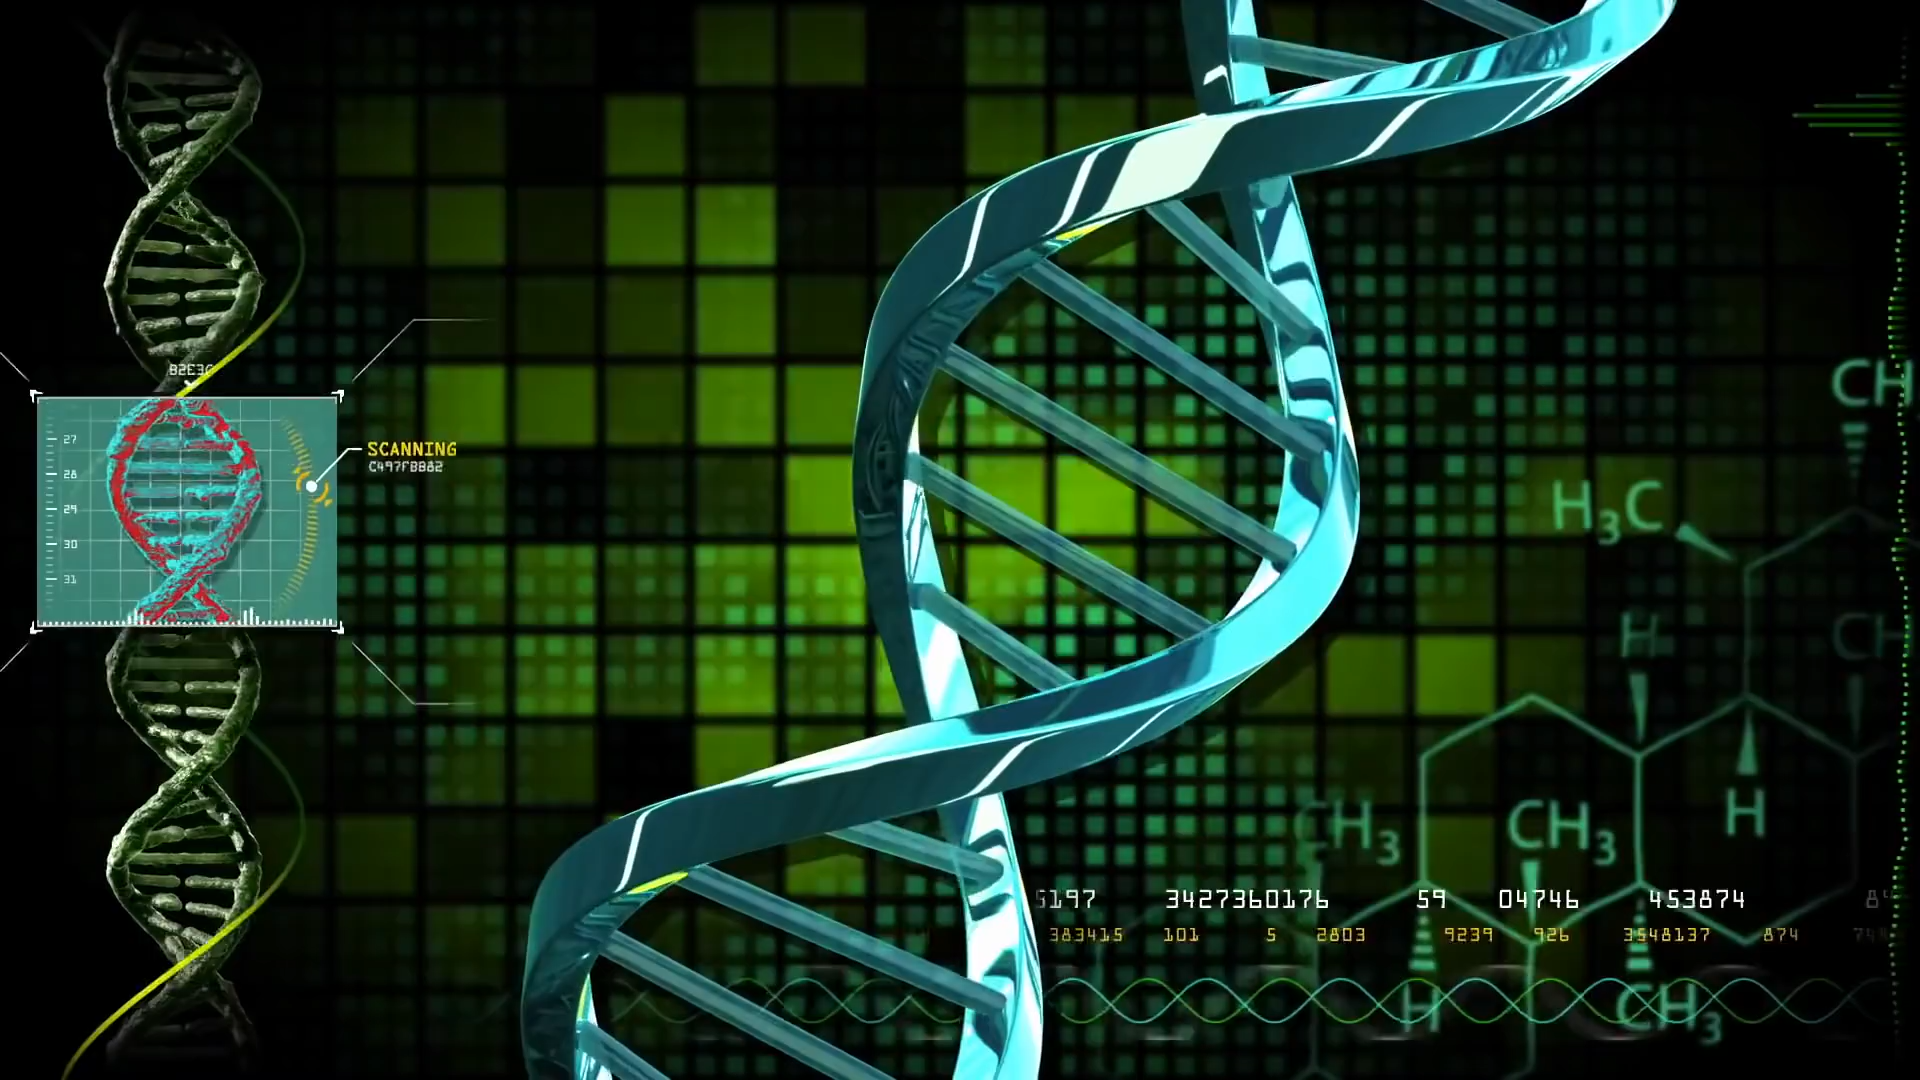 B2E3C
27
SCANNING
C497FBB82
28
29
30
31
CH
H3C
H
CH
H
CH3
CH3
5197 3427360176 59 04746 453874
383415 101 5 2803 9239 926 3548137 874
H
CH3